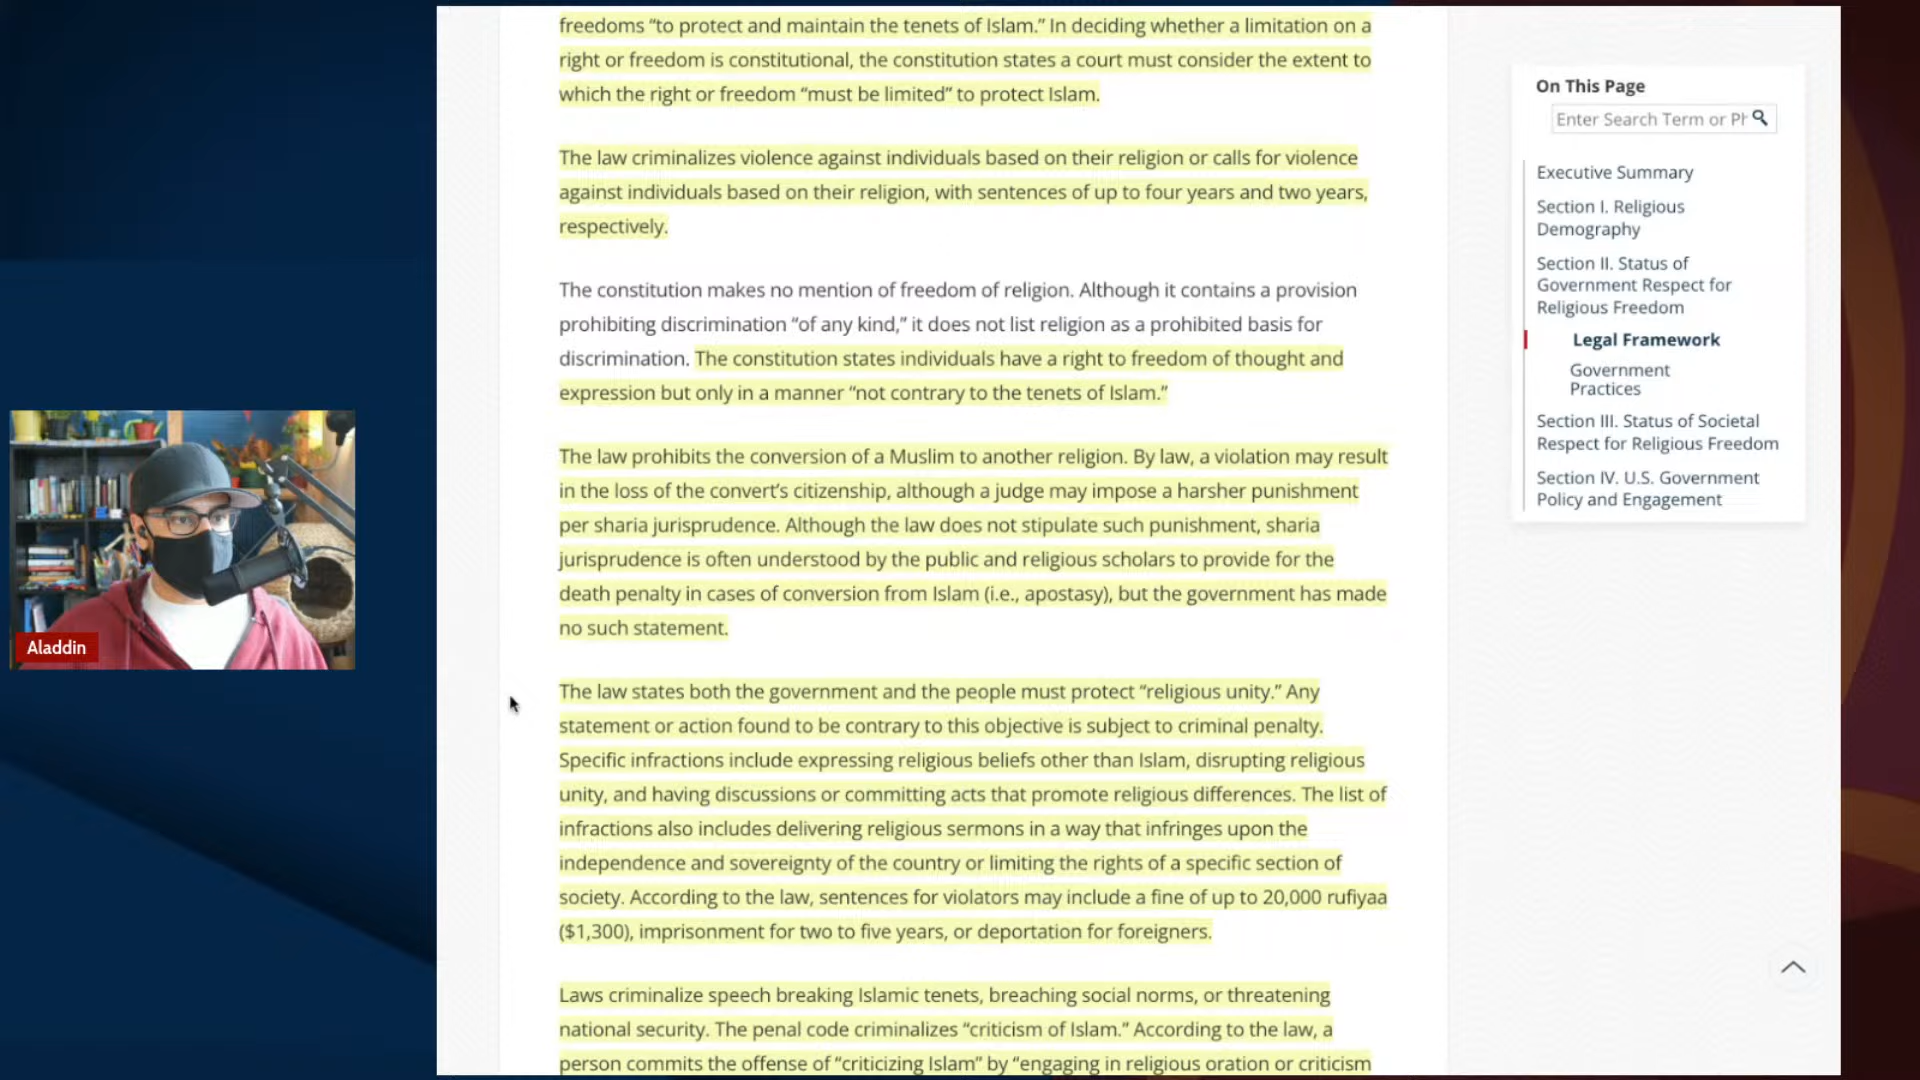 freedoms “to protect and maintain the tenets of Islam.” In deciding whether a limitation on a
right or freedom is constitutional, the constitution states a court must consider the extent to
which the right or freedom “must be limited” to protect Islam.
The law criminalizes violence against individuals based on their religion or calls for violence
against individuals based on their religion, with sentences of up to four years and two years,
respectively.
The constitution makes no mention of freedom of religion. Although it contains a provision
prohibiting discrimination “of any kind,” it does not list religion as a prohibited basis for
discrimination. The constitution states individuals have a right to freedom of thought and
expression but only in a manner “not contrary to the tenets of Islam.”
The law prohibits the conversion of a Muslim to another religion. By law, a violation may result
in the loss of the convert’s citizenship, although a judge may impose a harsher punishment
per sharia jurisprudence. Although the law does not stipulate such punishment, sharia
jurisprudence is often understood by the public and religious scholars to provide for the
death penalty in cases of conversion from Islam (i.e., apostasy), but the government has made
no such statement.
The law states both the government and the people must protect “religious unity.” Any
statement or action found to be contrary to this objective is subject to criminal penalty.
Specific infractions include expressing religious beliefs other than Islam, disrupting religious
unity, and having discussions or committing acts that promote religious differences. The list of
infractions also includes delivering religious sermons in a way that infringes upon the
independence and sovereignty of the country or limiting the rights of a specific section of
society. According to the law, sentences for violators may include a fine of up to 20,000 rufiyaa
($1,300), imprisonment for two to five years, or deportation for foreigners.
Laws criminalize speech breaking Islamic tenets, breaching social norms, or threatening
national security. The penal code criminalizes “criticism of Islam.” According to the law, a
person commits the offense of “criticizing Islam” by “engaging in religious oration or criticism
On This Page
Enter Search Term or Ph
Executive Summary
Section I. Religious
Demography
Section II. Status of
Government Respect for
Religious Freedom
Legal Framework
Government
Practices
Section III. Status of Societal
Respect for Religious Freedom
Section IV. U.S. Government
Policy and Engagement
Aladdin